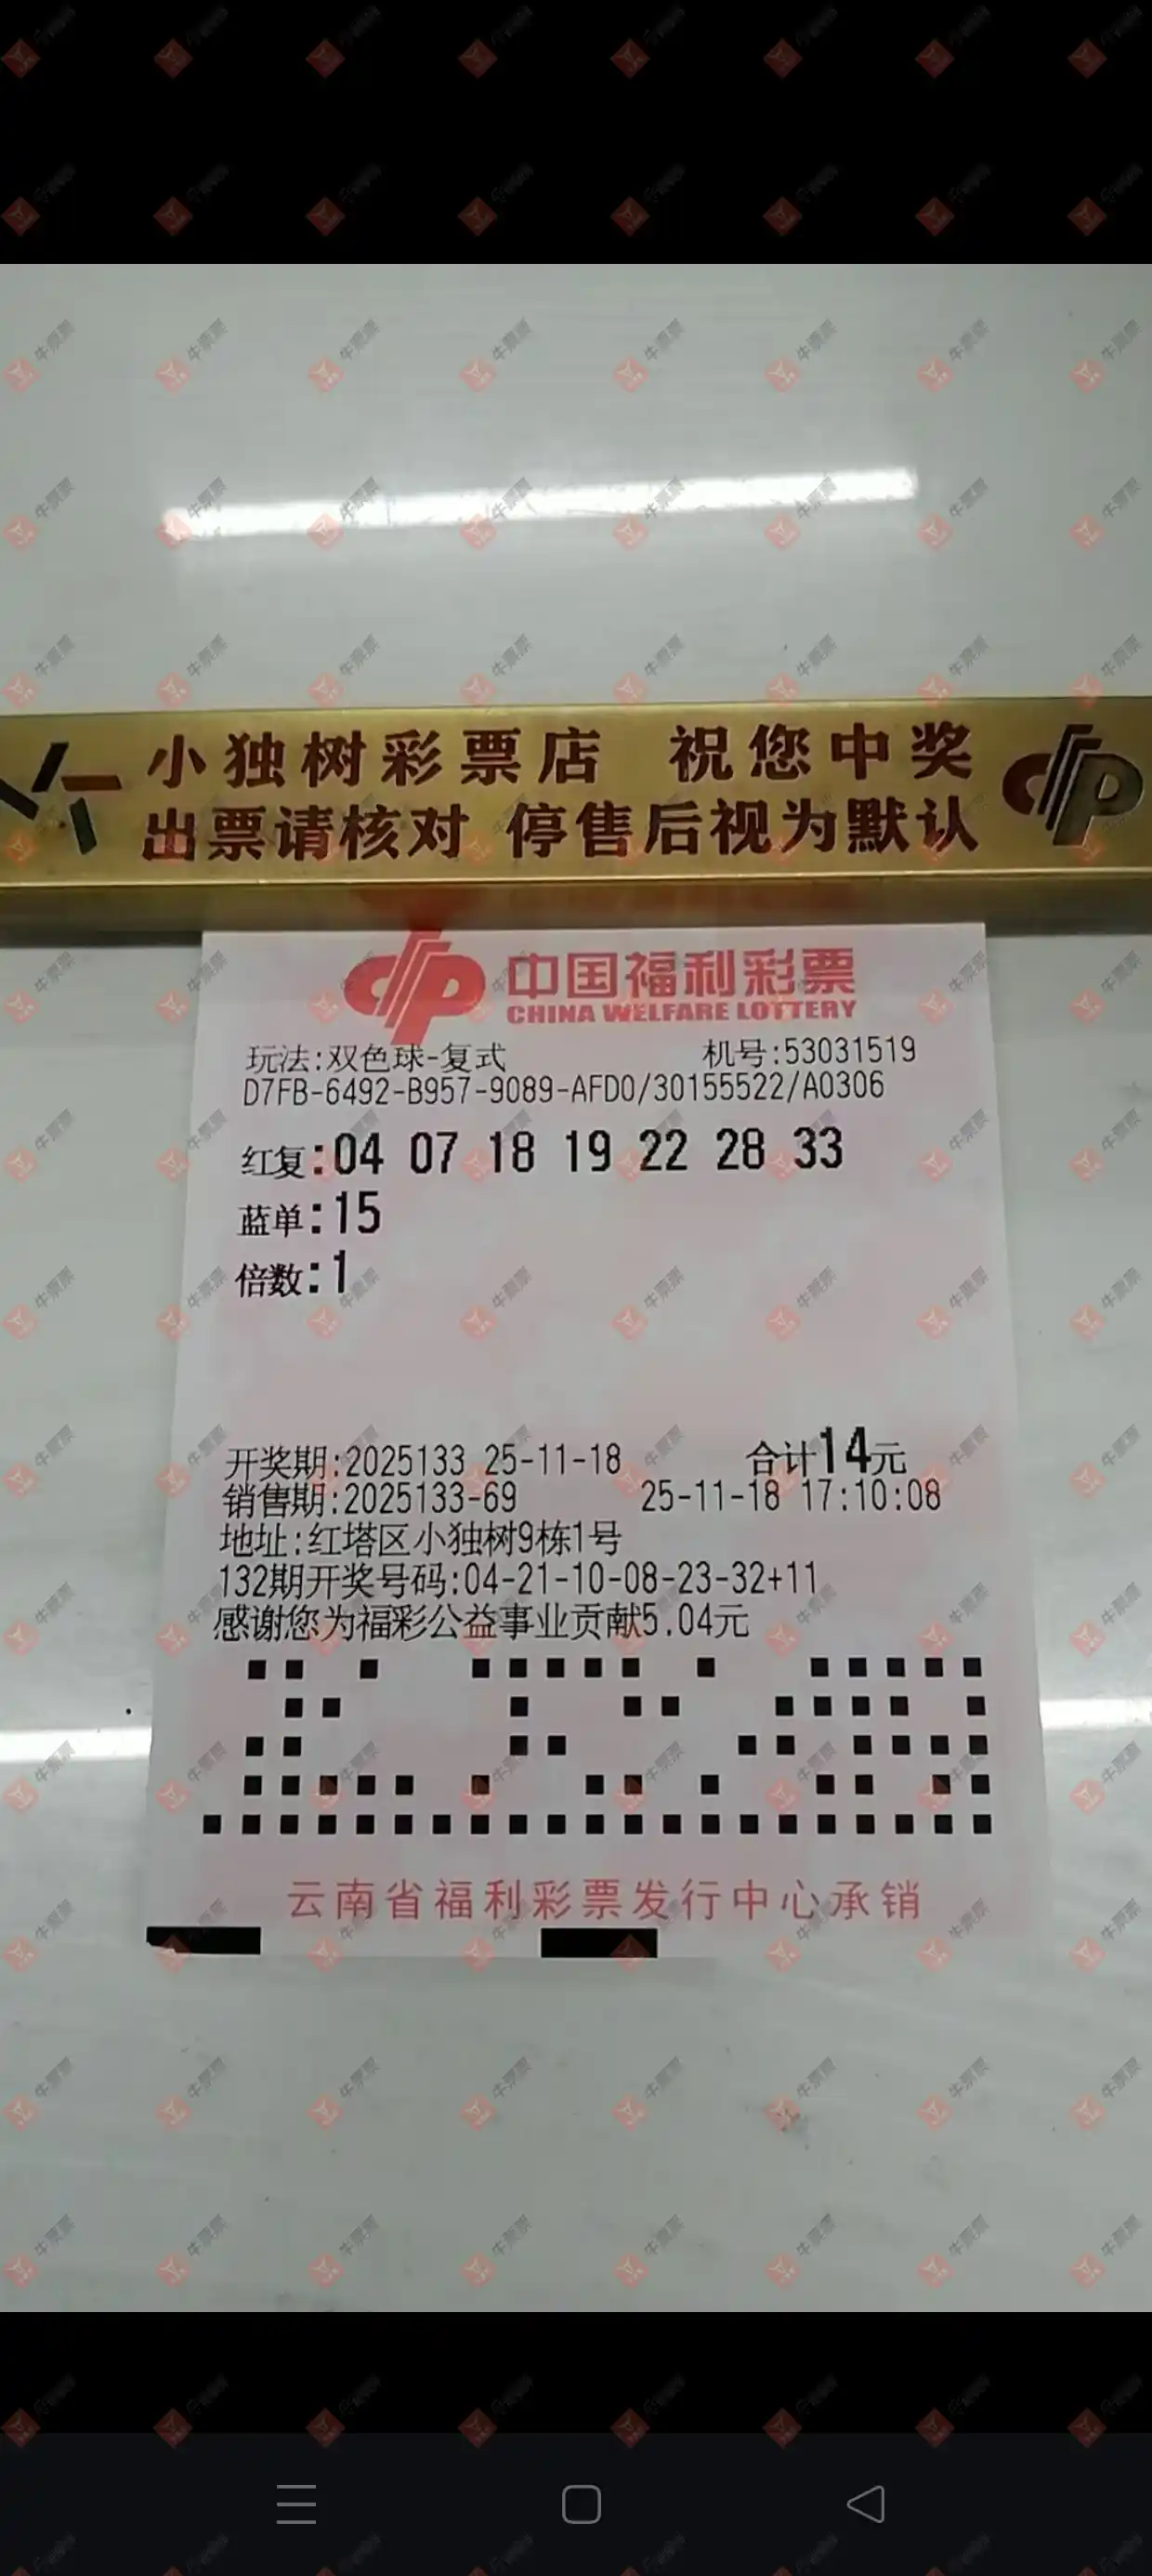 小独树彩票店 祝您中奖
出票请核对 停售后视为默认
中国福利彩票
CHINA WELFARE LOTTERY
玩法:双色球-复式 机号:53031519
D7FB-6492-B957-9089-AFD0/30155522/A0306
红复:04 07 18 19 22 28 33
蓝单:15
倍数:1
开奖期:2025133 25-11-18 合计14元
销售期:2025133-69 25-11-18 17:10:08
地址:红塔区小独树9栋1号
132期开奖号码:04-21-10-08-23-32+11
感谢您为福彩公益事业贡献5.04元
云南省福利彩票发行中心承销
牛票票